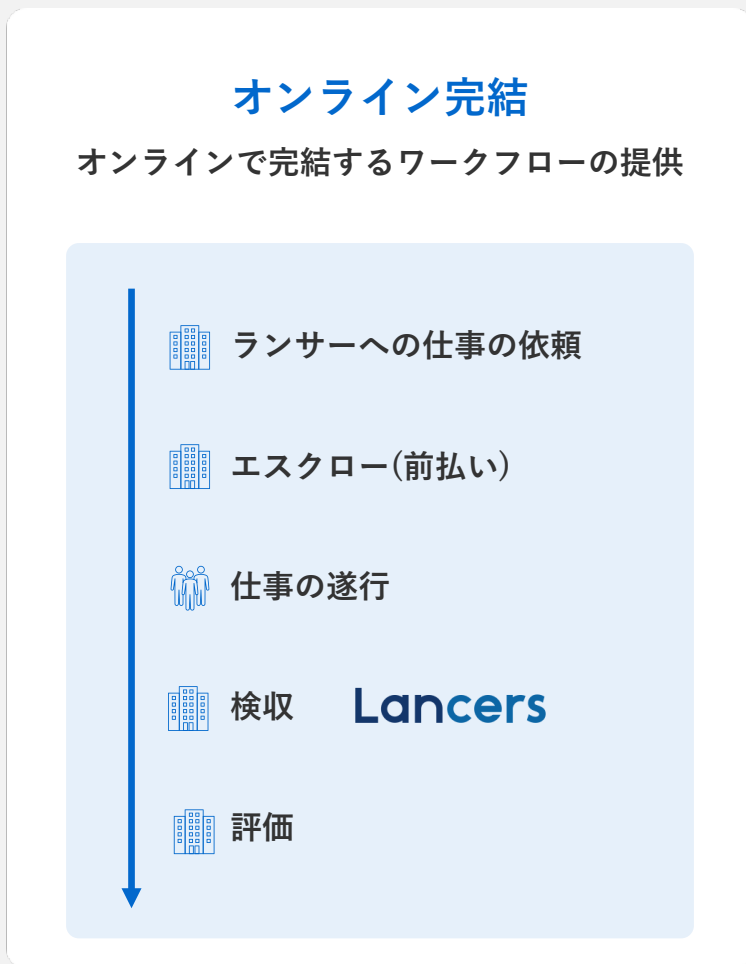 オンライン完結
オンラインで完結するワークフローの提供
ランサーへの仕事の依頼
エスクロー(前払い)
仕事の遂行
検収 Lancers
評価